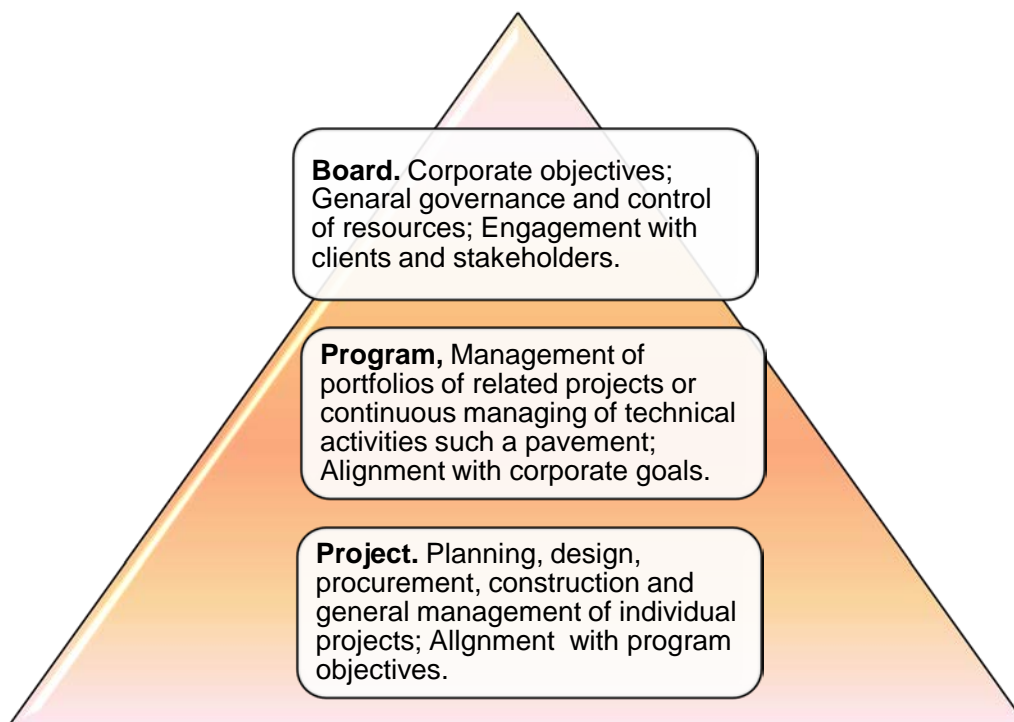 Board. Corporate objectives;
Genaral governance and control
of resources; Engagement with
clients and stakeholders.
Program, Management of
portfolios of related projects or
continuous managing of technical
activities such a pavement;
Alignment with corporate goals.
Project. Planning, design,
procurement, construction and
general management of individual
projects; Allgnment  with program
objectives.